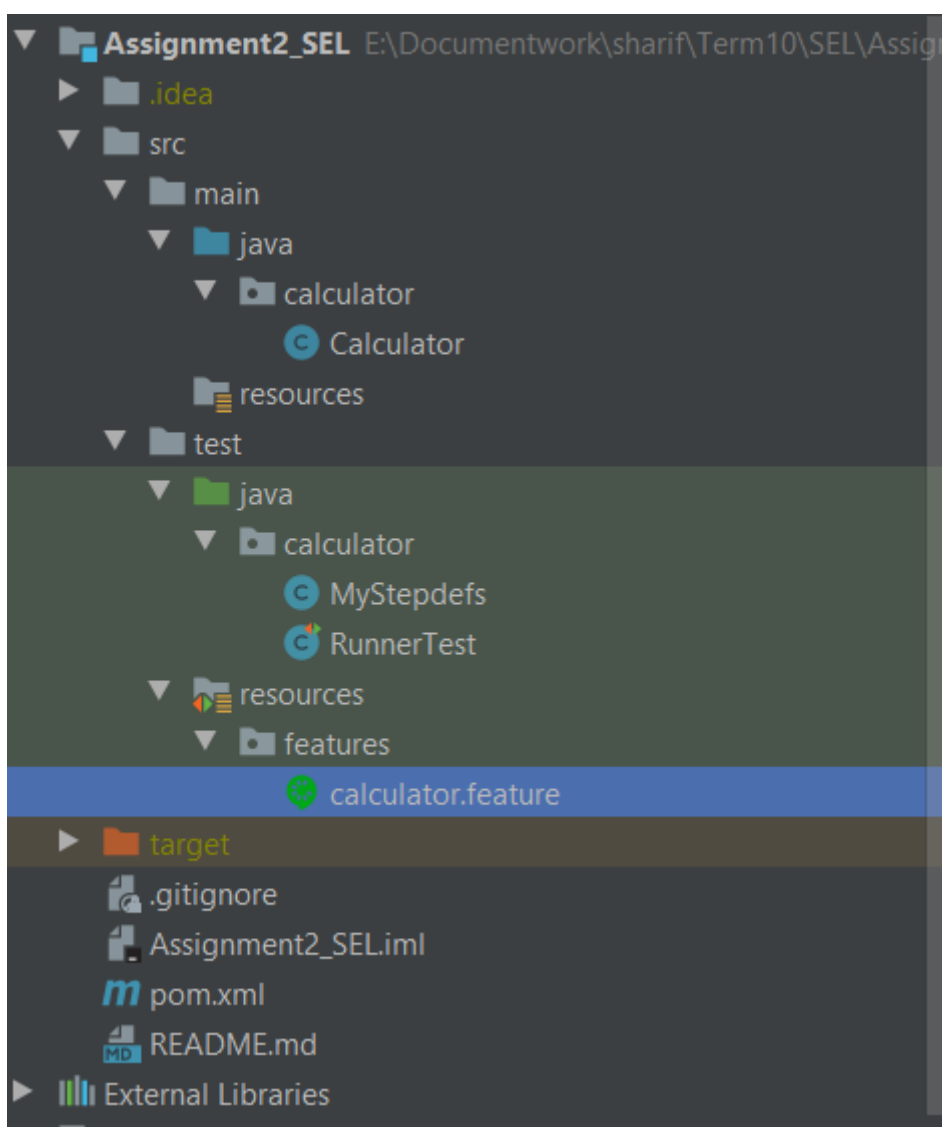 Assignment2_SEL E:\Documentwork\sharif\Term10\SEL\Assig
.idea
src
main
java
calculator
C Calculator
resources
test
java
calculator
C MyStepdefs
C RunnerTest
resources
features
calculator.feature
target
.gitignore
Assignment2_SEL.iml
m pom.xml
MD README.md
External Libraries